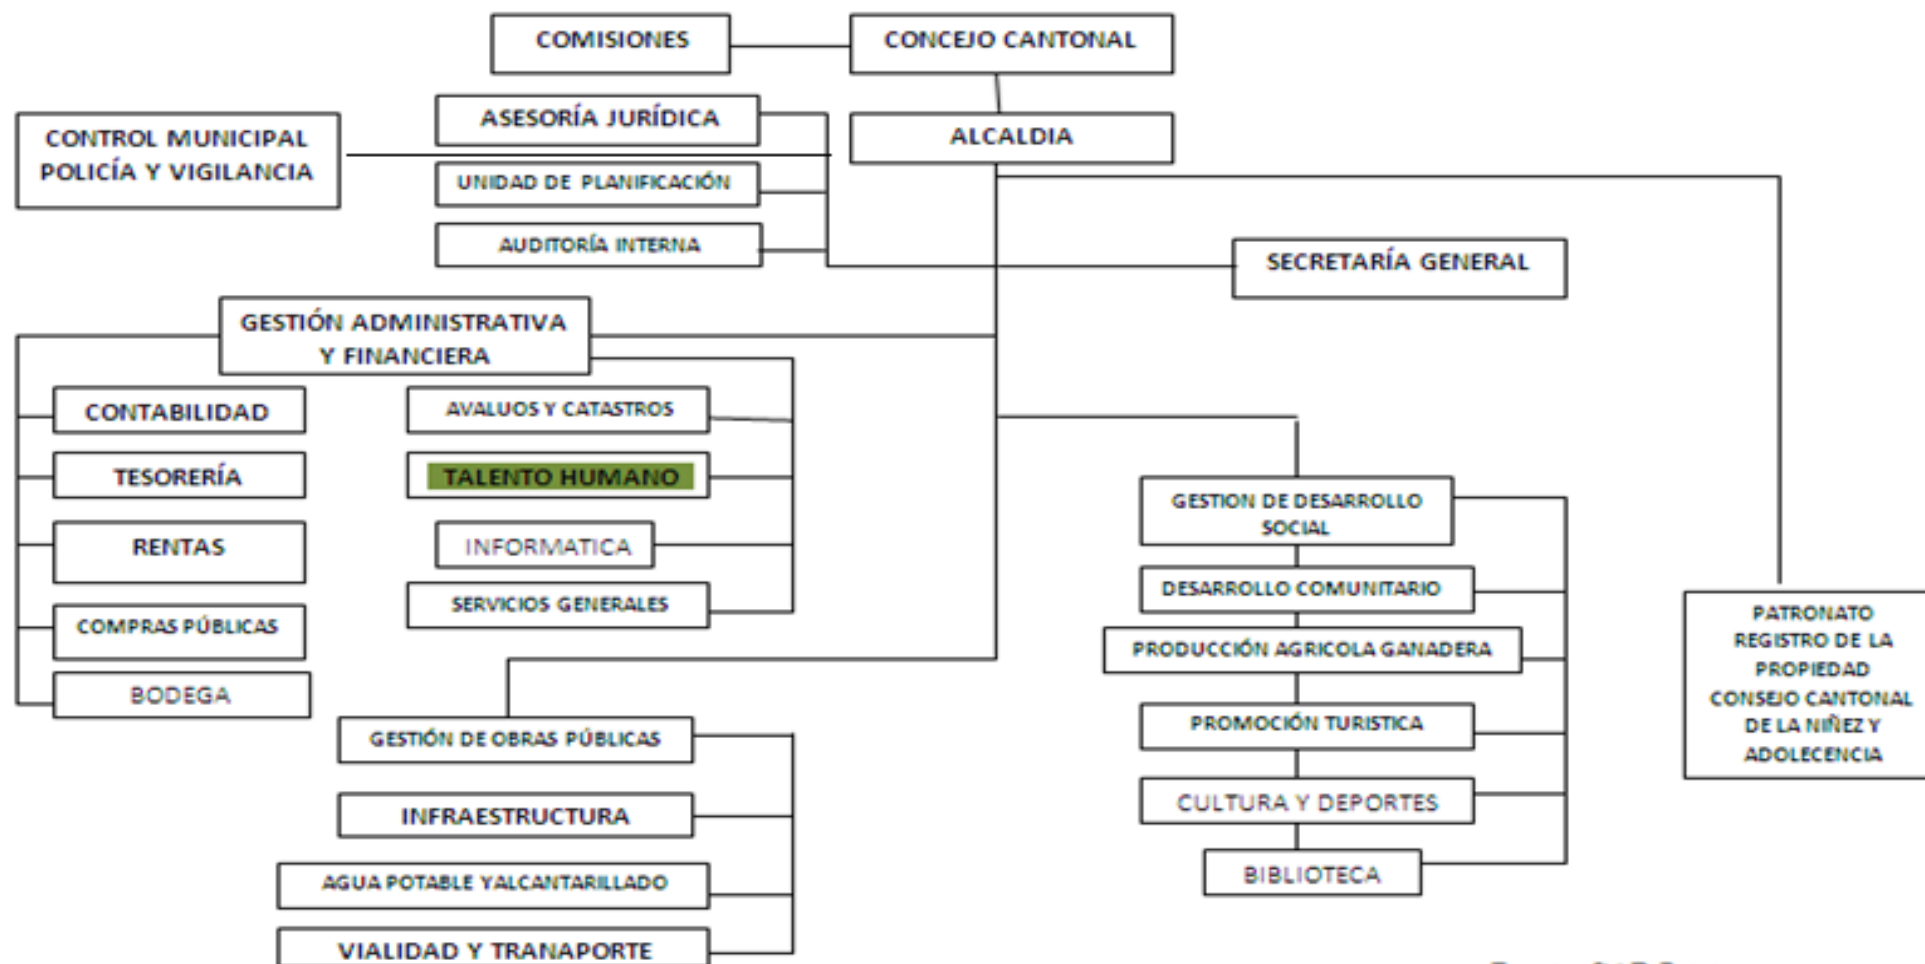 COMISIONES
CONCEJO CANTONAL
ASESORÍA JURÍDICA
CONTROL MUNICIPAL
POLICÍA Y VIGILANCIA
ALCALDIA
UNIDAD DE PLANIFICACIÓN
AUDITORÍA INTERNA
SECRETARÍA GENERAL
GESTIÓN ADMINISTRATIVA
Y FINANCIERA
CONTABILIDAD
TESORERÍA
RENTAS
COMPRAS PÚBLICAS
BODEGA
AVALUOS Y CATASTROS
TALENTO HUMANO
INFORMATICA
SERVICIOS GENERALES
GESTIÓN DE OBRAS PÚBLICAS
INFRAESTRUCTURA
AGUA POTABLE YALCANTARILLADO
VIALIDAD Y TRANAPORTE
GESTION DE DESARROLLO
SOCIAL
DESARROLLO COMUNITARIO
PRODUCCIÓN AGRICOLA GANADERA
PROMOCIÓN TURISTICA
CULTURA Y DEPORTES
BIBLIOTECA
PATRONATO
REGISTRO DE LA
PROPIEDAD
CONSEJO CANTONAL
DE LA NIÑEZ Y
ADOLECENCIA